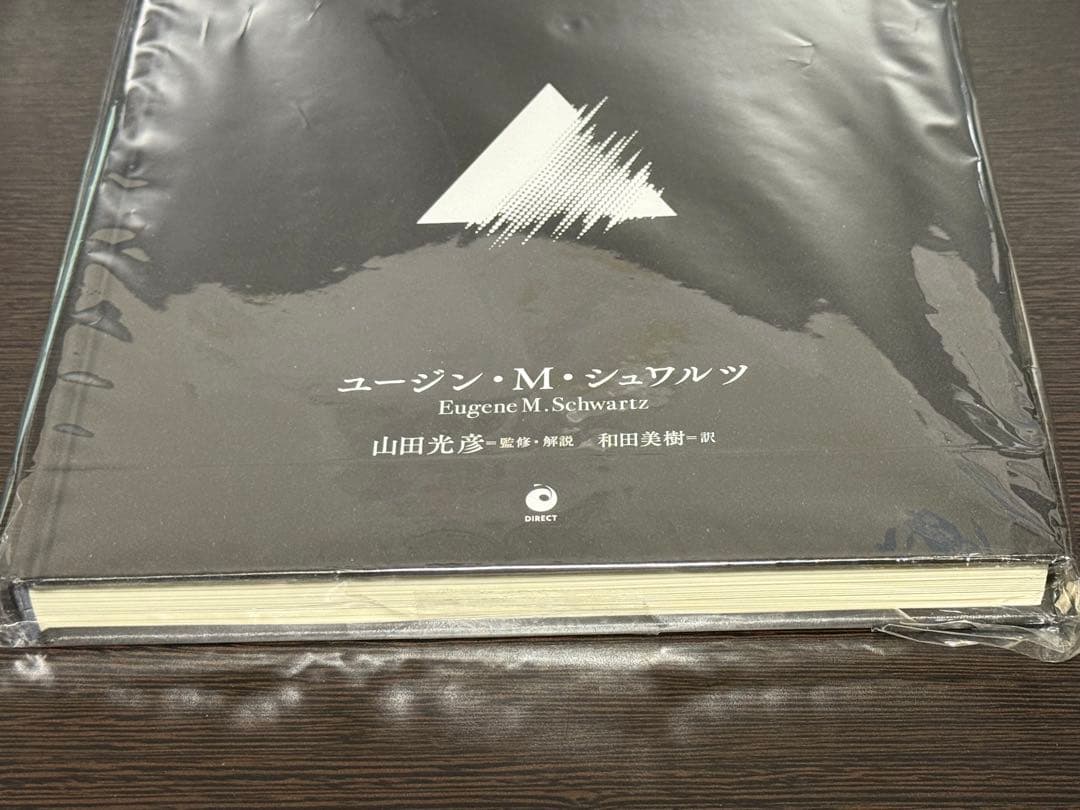 ユージン・M・シュワルツ
Eugene M. Schwartz
山田光彦=監修・解説 和田美樹=訳
DIRECT